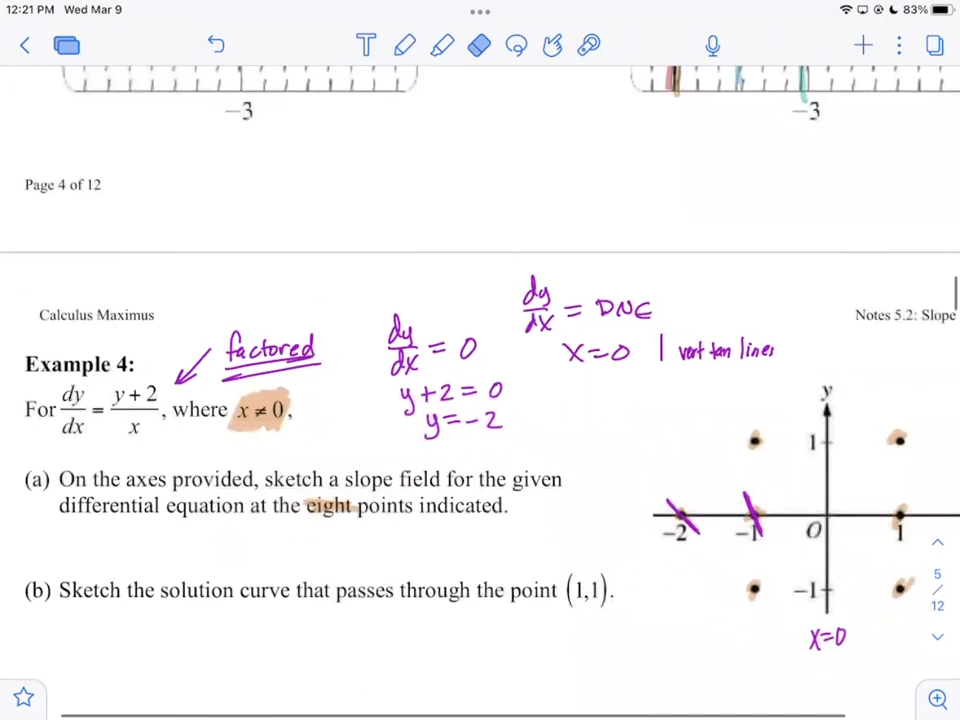 12:21 PM Mon Mar 9
83%
-3
-3
Page 4 of 12
Calculus Maximus
Notes 5.2: Slope
Example 4:
factored
dy/dx = 0
y+2=0
y=-2
dy/dx = DNE
x=0 | vert tan lines
For dy/dx = y+2/x, where x ≠ 0,
(a) On the axes provided, sketch a slope field for the given
differential equation at the eight points indicated.
(b) Sketch the solution curve that passes through the point (1,1).
y
1
-2
-1
O
1
-1
x=0
5
/
12